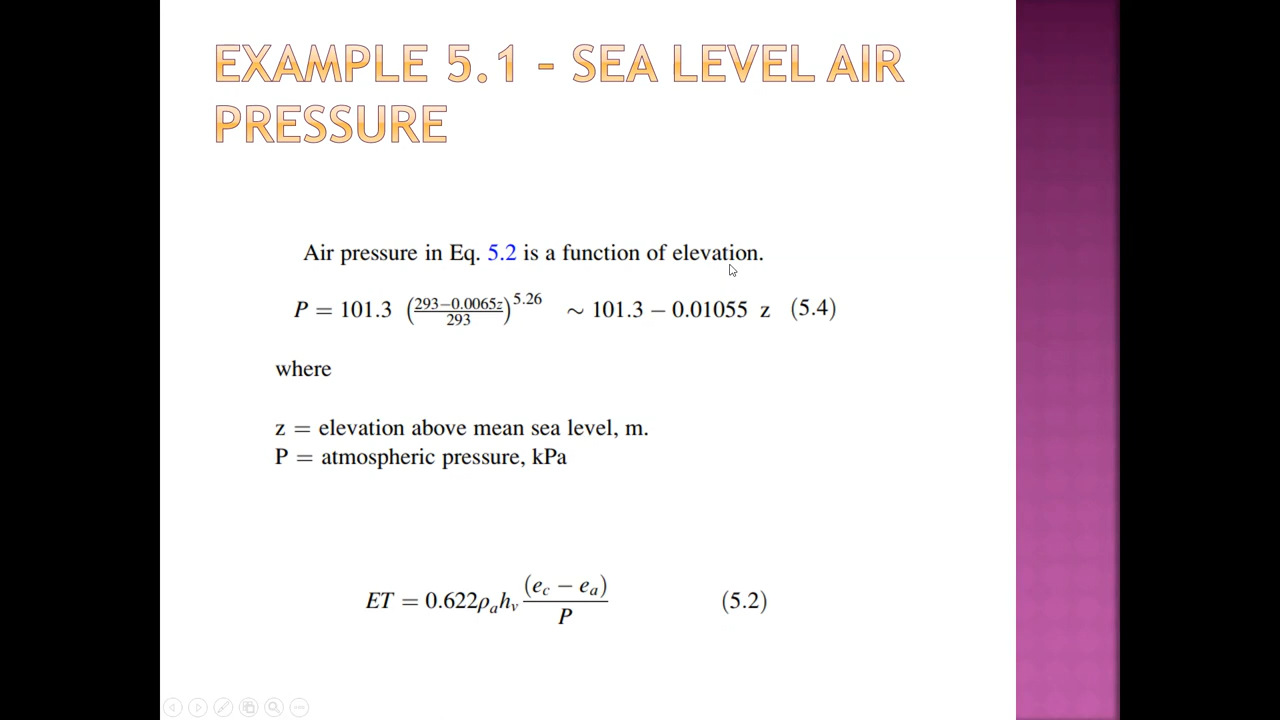 EXAMPLE 5.1 - SEA LEVEL AIR
PRESSURE
Air pressure in Eq. 5.2 is a function of elevation.
P = 101.3 (293−0.0065z/293)^5.26 ∼ 101.3 − 0.01055 z (5.4)
where
z = elevation above mean sea level, m.
P = atmospheric pressure, kPa
ET = 0.622ρ_a h_v (e_c − e_a)/P (5.2)